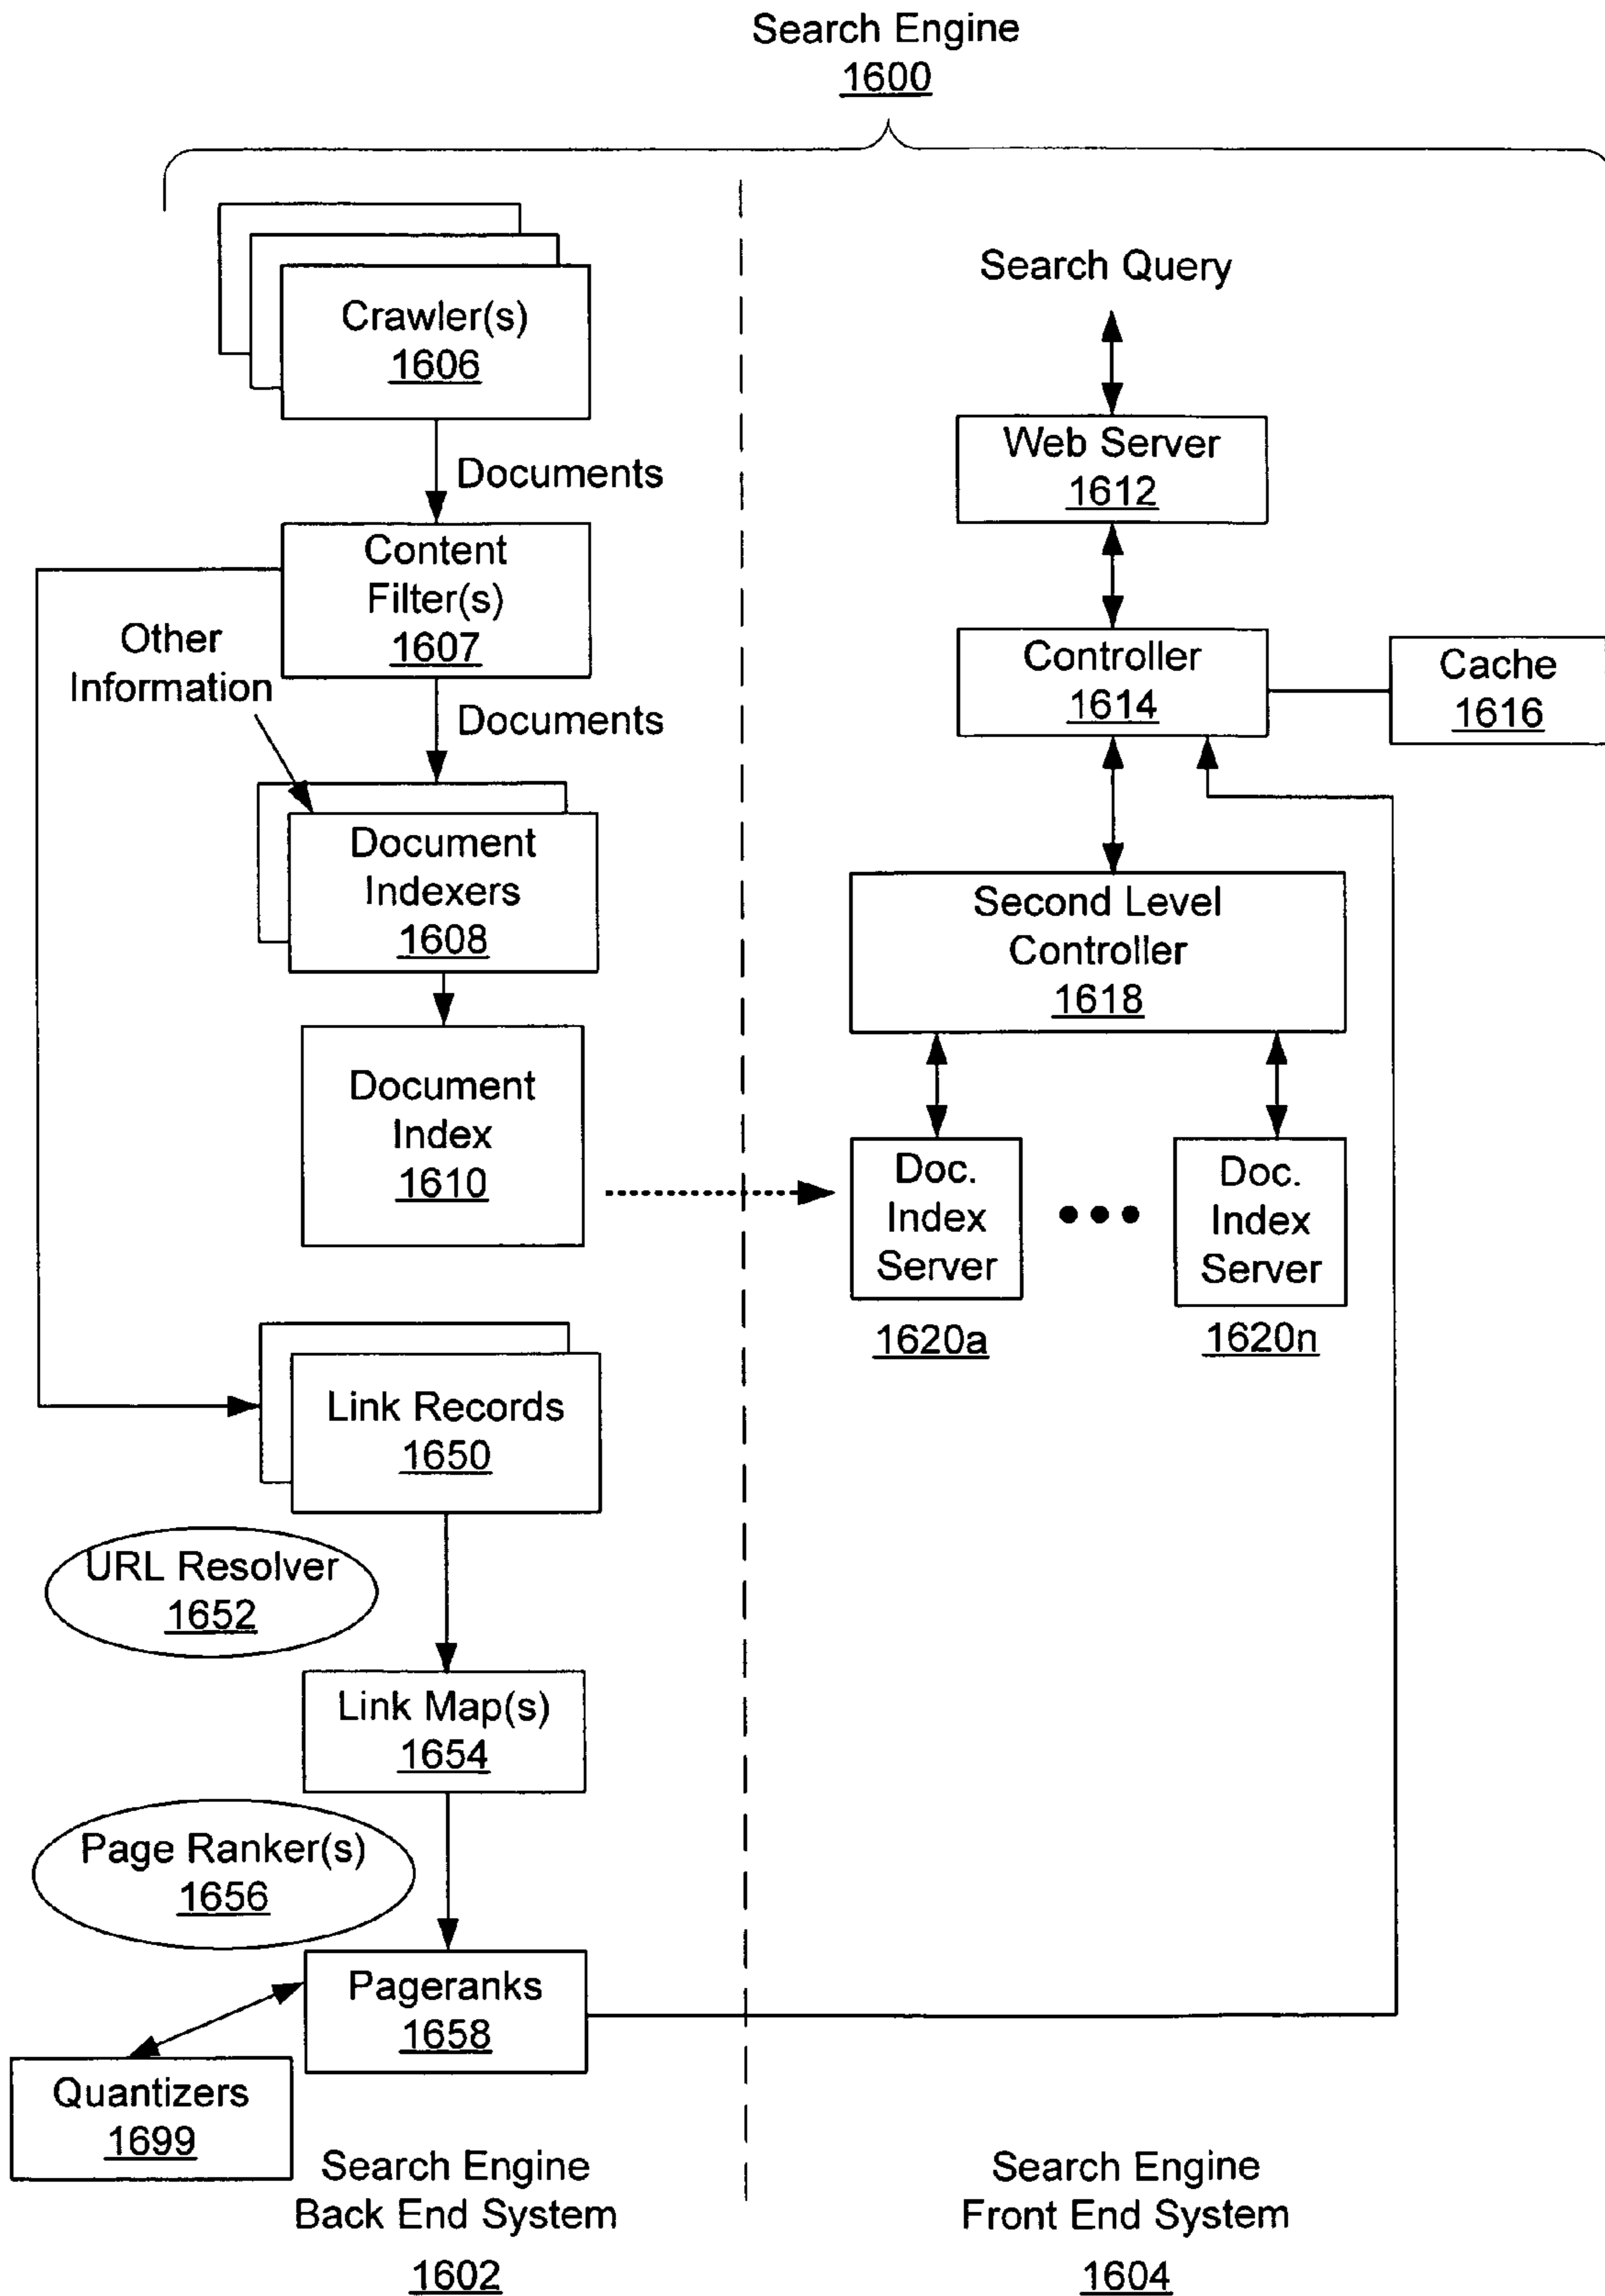 Search Engine
1600
Crawler(s)
1606
Documents
Content
Filter(s)
1607
Other
Information
Documents
Document
Indexers
1608
Document
Index
1610
Link Records
1650
URL Resolver
1652
Link Map(s)
1654
Page Ranker(s)
1656
Pageranks
1658
Quantizers
1699
Search Engine
Back End System
1602
Search Query
Web Server
1612
Controller
1614
Cache
1616
Second Level
Controller
1618
Doc.
Index
Server
1620a
Doc.
Index
Server
1620n
Search Engine
Front End System
1604